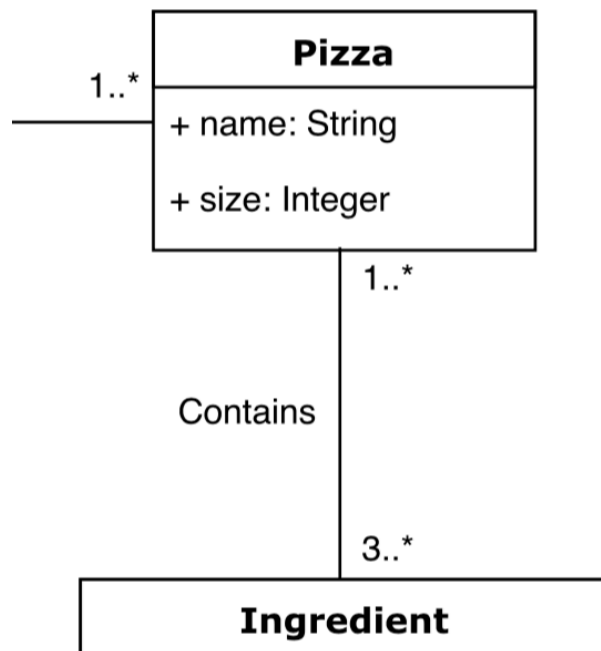 Pizza
1..*
+ name: String
+ size: Integer
1..*
Contains
3..*
Ingredient